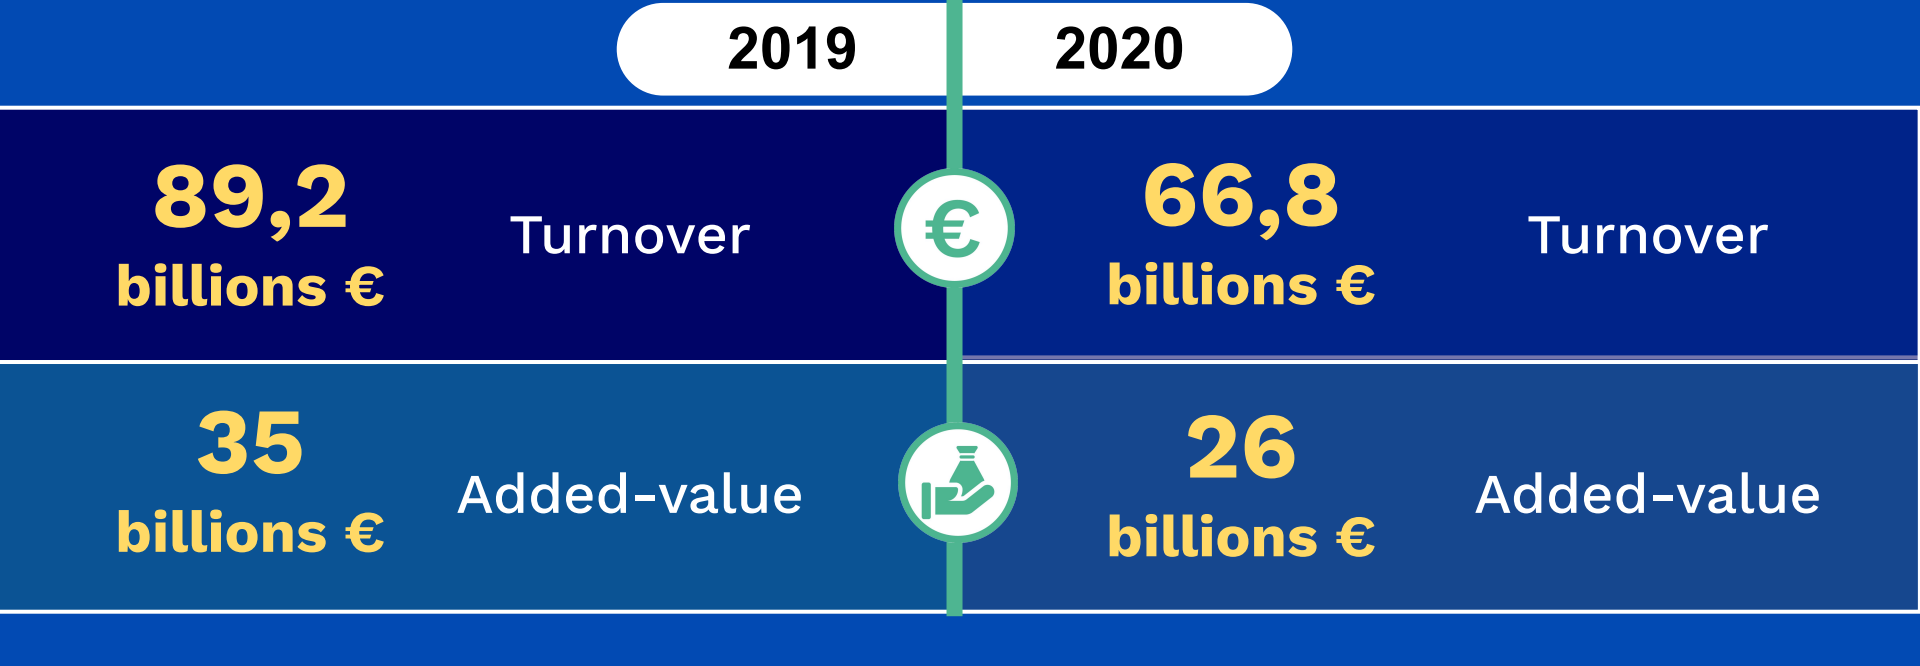 2019
2020
89,2
billions €
Turnover
€
66,8
billions €
Turnover
35
billions €
Added-value
26
billions €
Added-value